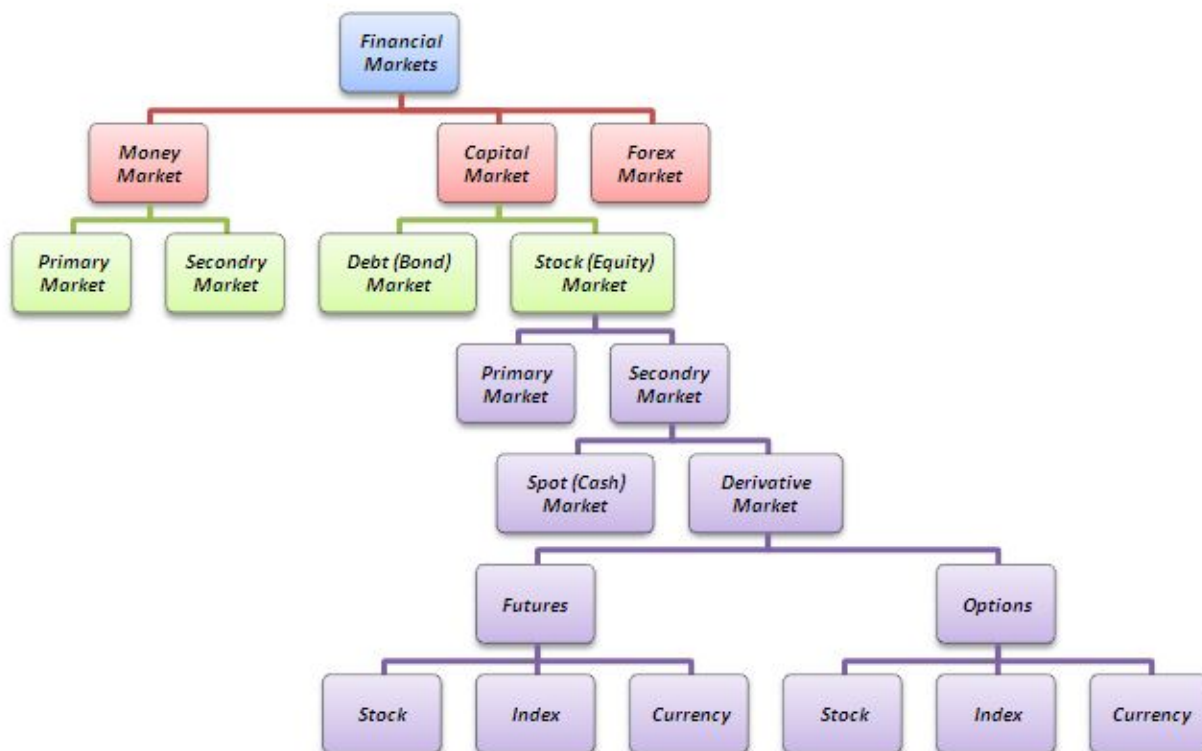 Financial
Markets
Money
Market
Capital
Market
Forex
Market
Primary
Market
Secondry
Market
Debt (Bond)
Market
Stock (Equity)
Market
Primary
Market
Secondry
Market
Spot (Cash)
Market
Derivative
Market
Futures
Options
Stock
Index
Currency
Stock
Index
Currency